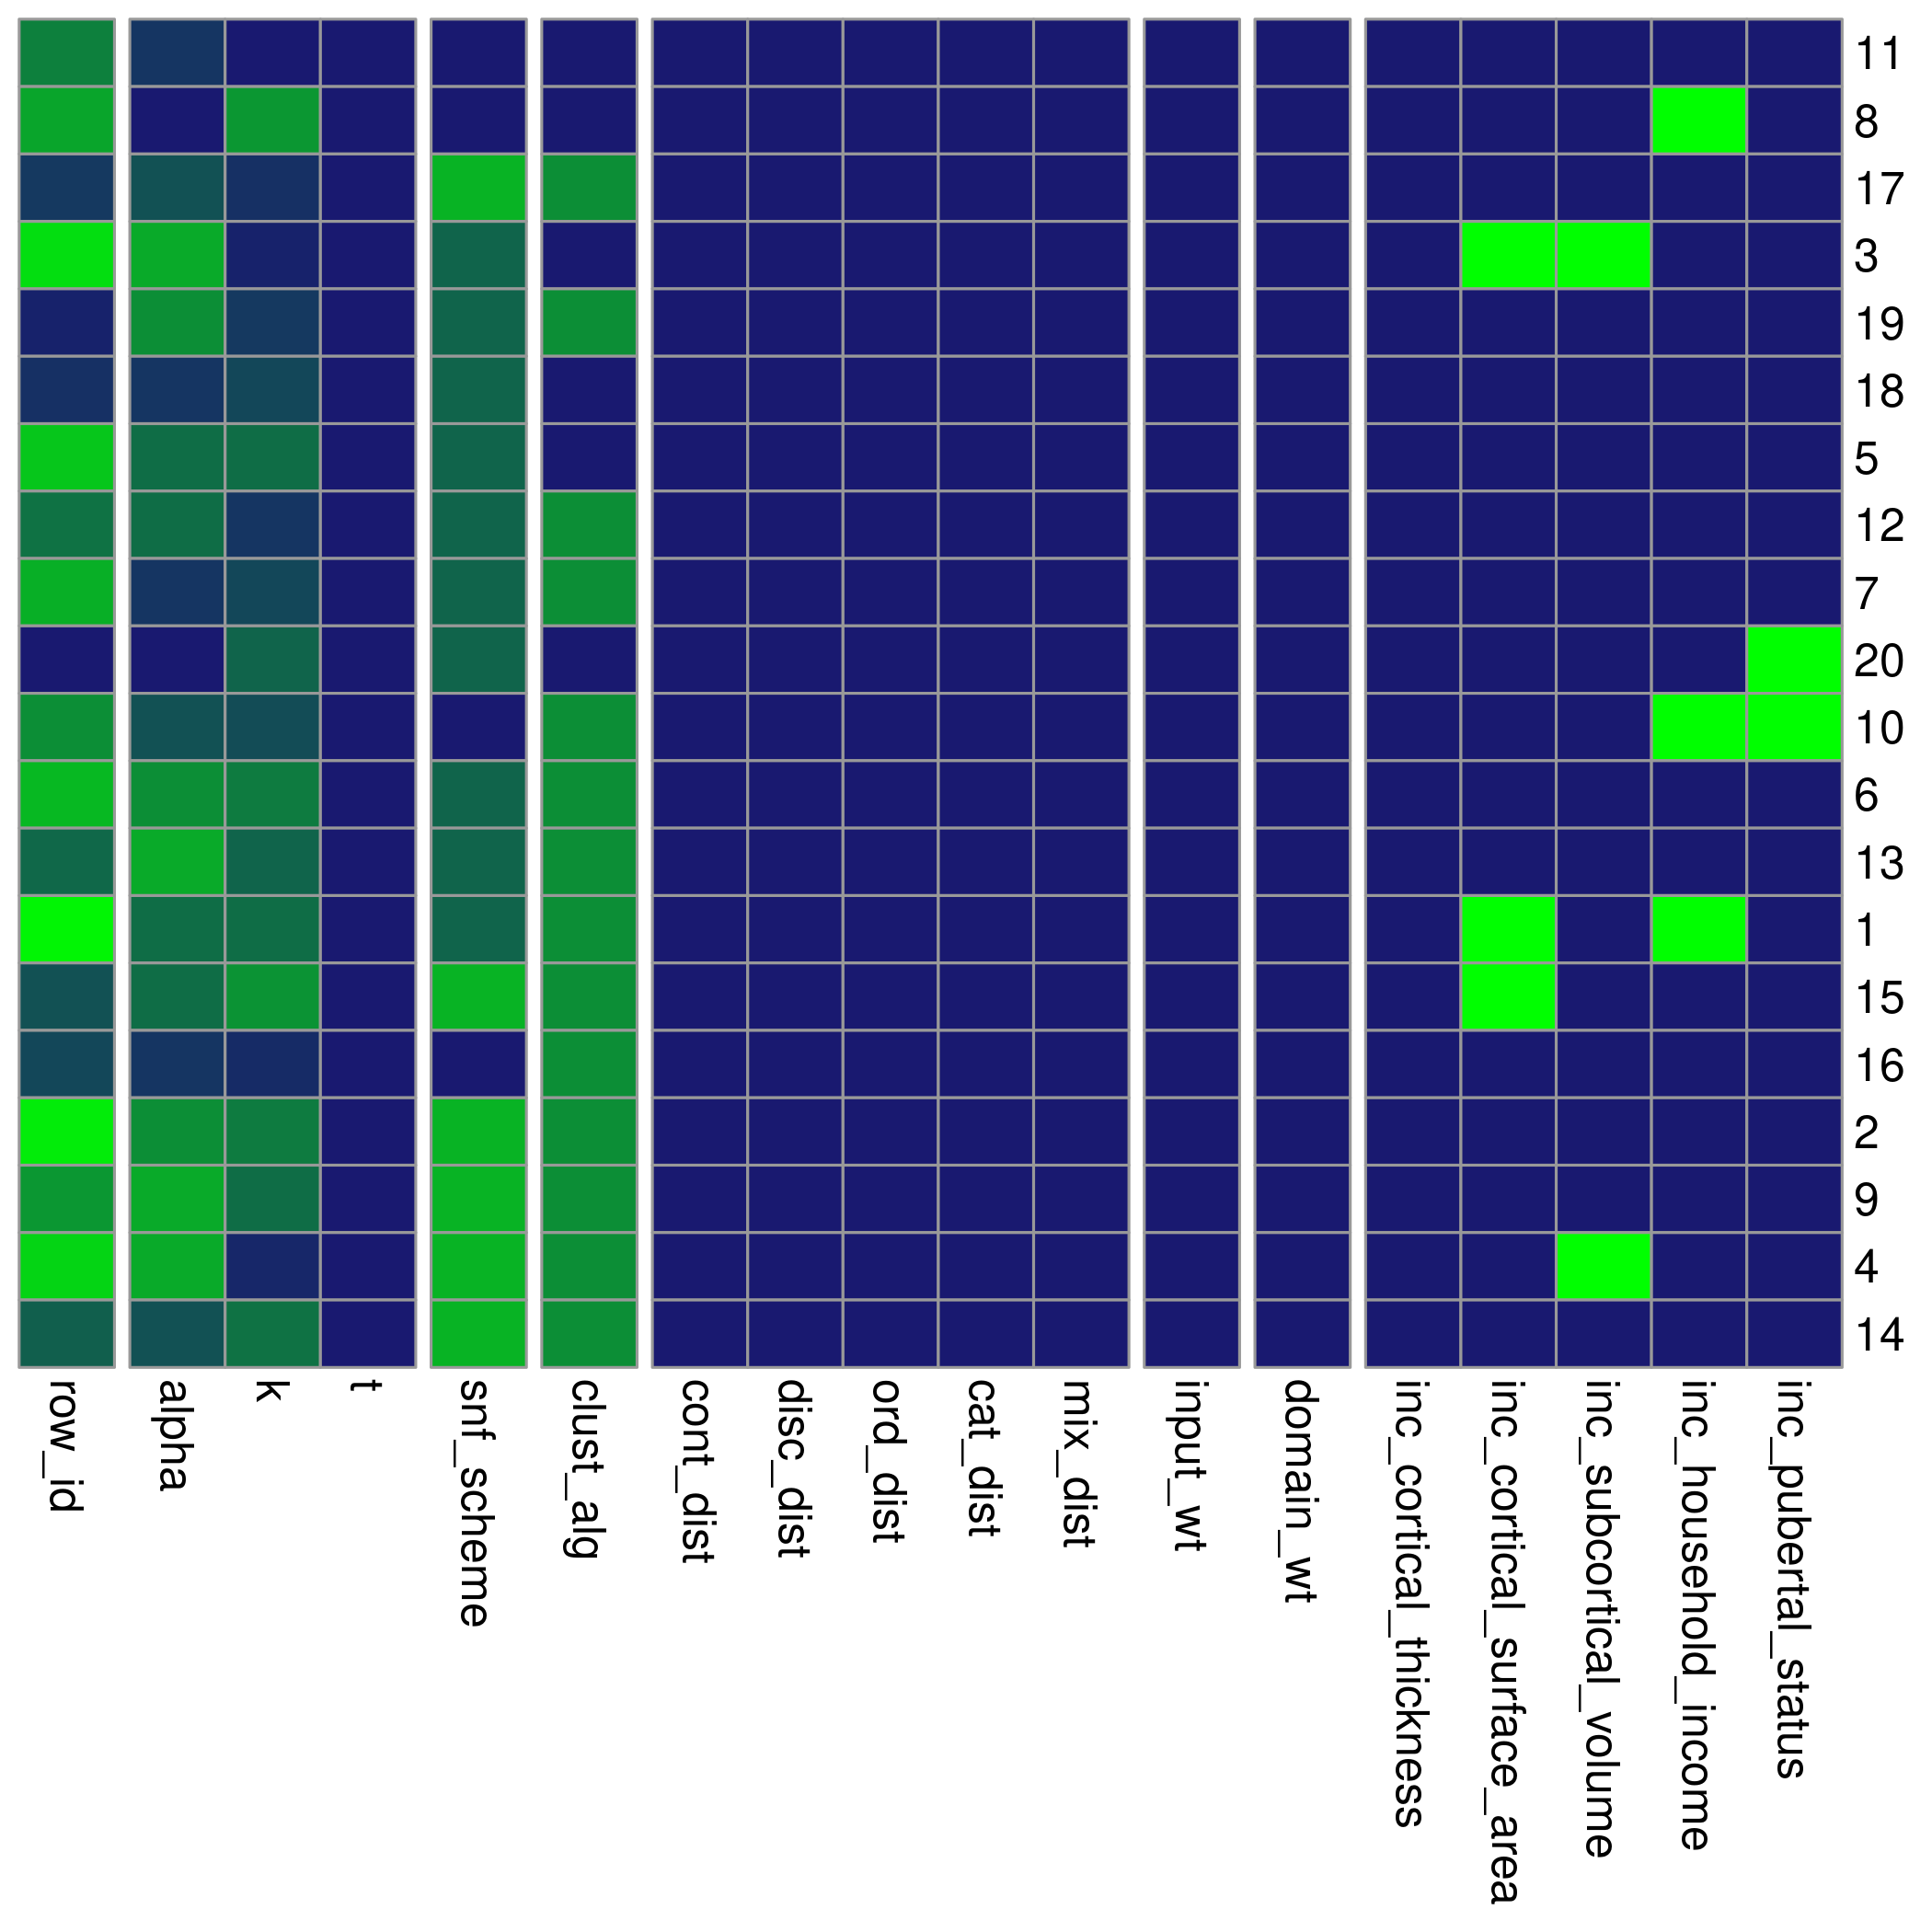 11
8
17
3
19
18
5
12
7
20
10
6
13
1
15
16
2
9
4
14
row_id
alpha
k
t
snf_scheme
clust_alg
cont_dist
disc_dist
ord_dist
cat_dist
mix_dist
input_wt
domain_wt
inc_cortical_thickness
inc_cortical_surface_area
inc_subcortical_volume
inc_household_income
inc_pubertal_status